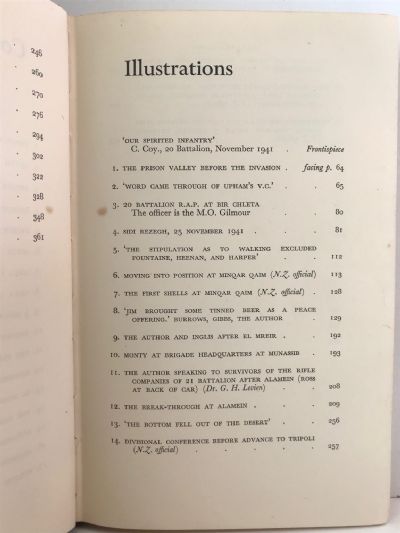 246
260
270
276
294
302
322
328
348
361
Illustrations
'OUR SPIRITED INFANTRY'
C. Coy., 20 Battalion, November 1941 . Frontispiece
1. THE PRISON VALLEY BEFORE THE INVASION . facing p. 64
2. 'WORD CAME THROUGH OF UPHAM'S V.C.' . . 65
3. 20 BATTALION R.A.P. AT BIR CHLETA
The officer is the M.O. Gilmour . . 80
4. SIDI REZEGH, 25 NOVEMBER 1941 . . . 81
5. 'THE STIPULATION AS TO WALKING EXCLUDED
FOUNTAINE, HEENAN, AND HARPER' . . 112
6. MOVING INTO POSITION AT MINQAR QAIM (N.Z. official) 113
7. THE FIRST SHELLS AT MINQAR QAIM (N.Z. official) . 128
8. 'JIM BROUGHT SOME TINNED BEER AS A PEACE
OFFERING.' BURROWS, GIBBS, THE AUTHOR . 129
9. THE AUTHOR AND INGLIS AFTER EL MREIR . . 192
10. MONTY AT BRIGADE HEADQUARTERS AT MUNASSIB . 193
11. THE AUTHOR SPEAKING TO SURVIVORS OF THE RIFLE
COMPANIES OF 21 BATTALION AFTER ALAMEIN (ROSS
AT BACK OF CAR) (Dr. G. H. Levien) . . 208
12. THE BREAK-THROUGH AT ALAMEIN . . . 209
13. 'THE BOTTOM FELL OUT OF THE DESERT' . . 256
14. DIVISIONAL CONFERENCE BEFORE ADVANCE TO TRIPOLI
(N.Z. official) . . . . 257